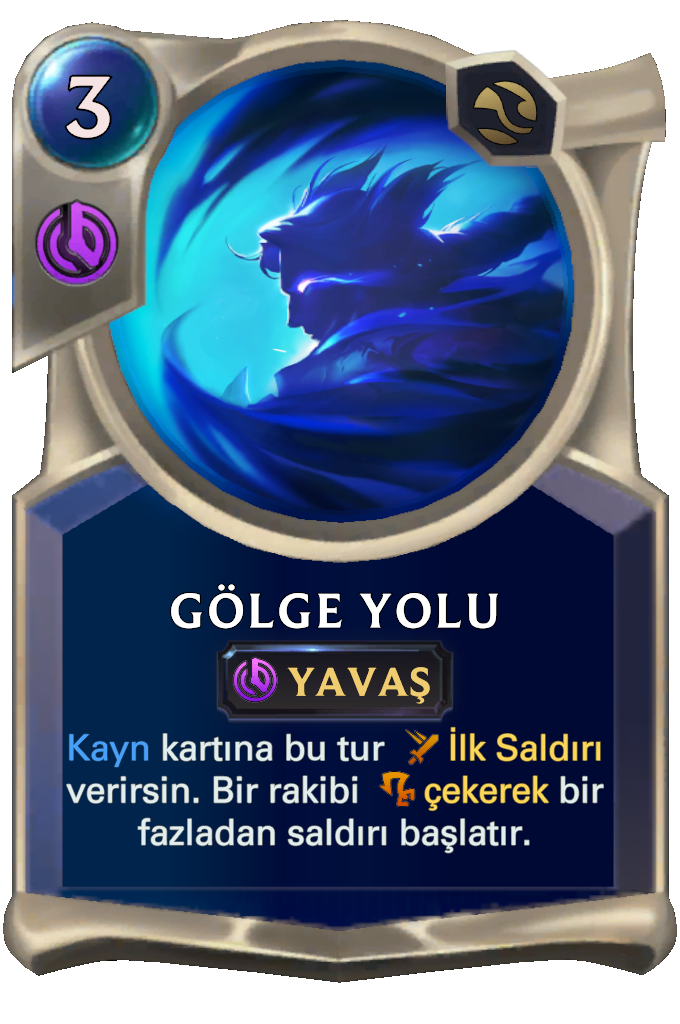 3
GÖLGE YOLU
YAVAŞ
Kayn kartına bu tur İlk Saldırı
verirsin. Bir rakibi çekerek bir
fazladan saldırı başlatır.